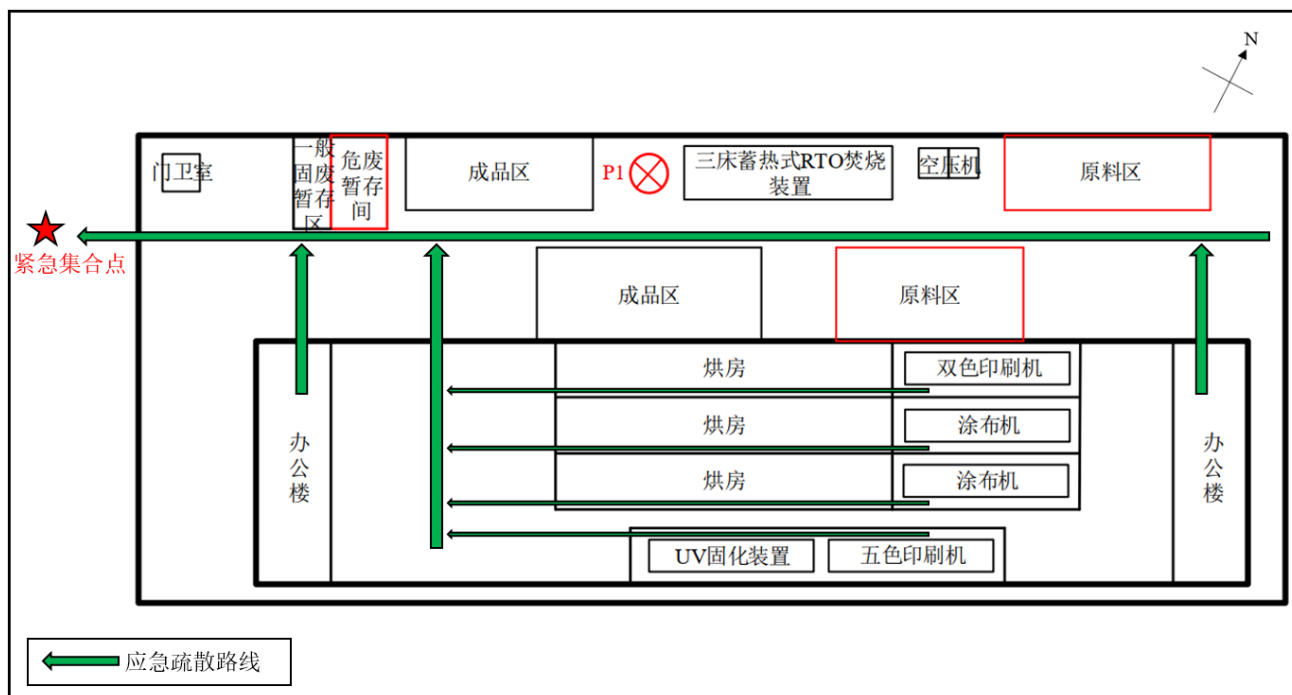 N
门卫室
一般
固废
暂存
区
危废
暂存
间
成品区
P1
三床蓄热式RTO焚烧
装置
空压机
原料区
紧急集合点
成品区
原料区
烘房
双色印刷机
烘房
涂布机
烘房
涂布机
办
公
楼
办
公
楼
UV固化装置
五色印刷机
应急疏散路线